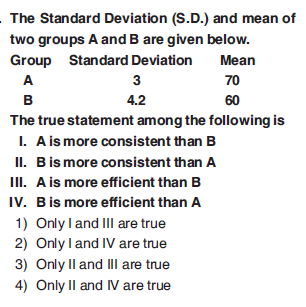 The Standard Deviation (S.D.) and mean of
two groups A and B are given below.
Group Standard Deviation Mean
A 3 70
B 4.2 60
The true statement among the following is
I. A is more consistent than B
II. B is more consistent than A
III. A is more efficient than B
IV. B is more efficient than A
1) Only I and III are true
2) Only I and IV are true
3) Only II and III are true
4) Only II and IV are true